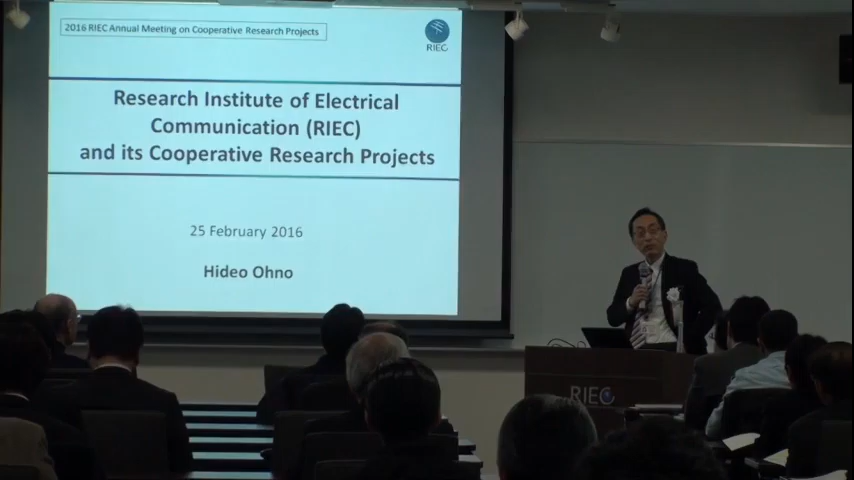 2016 RIEC Annual Meeting on Cooperative Research Projects
RIEC
Research Institute of Electrical
Communication (RIEC)
and its Cooperative Research Projects
25 February 2016
Hideo Ohno
RIEC